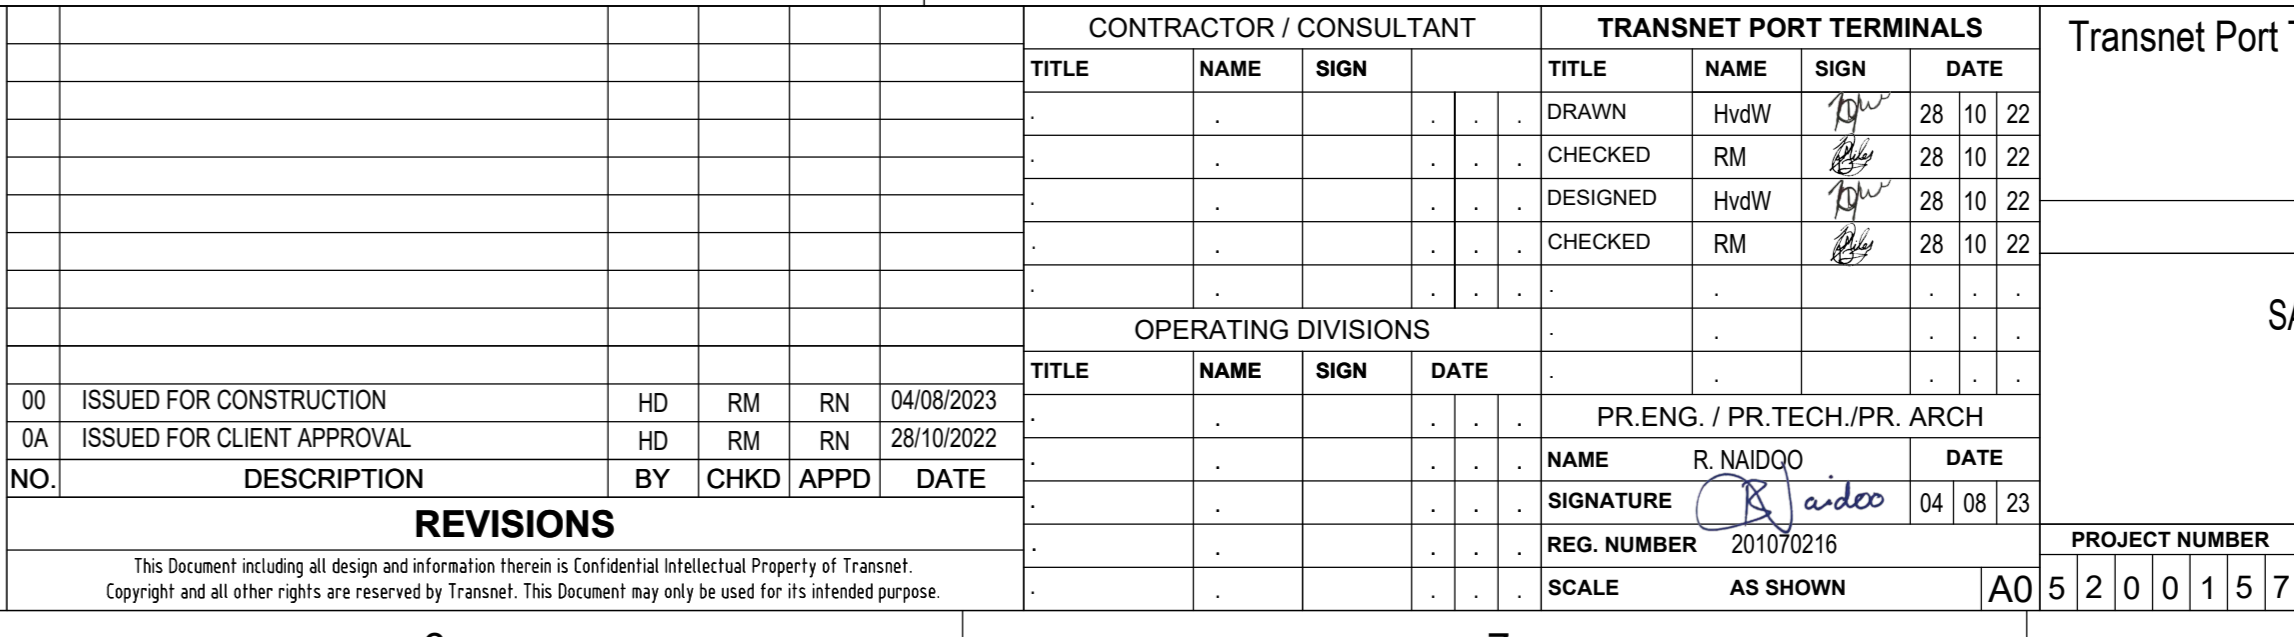 00 ISSUED FOR CONSTRUCTION HD RM RN 04/08/2023
0A ISSUED FOR CLIENT APPROVAL HD RM RN 28/10/2022
NO. DESCRIPTION BY CHKD APPD DATE
REVISIONS
This Document including all design and information therein is Confidential Intellectual Property of Transnet.
Copyright and all other rights are reserved by Transnet. This Document may only be used for its intended purpose.
CONTRACTOR / CONSULTANT
TITLE NAME SIGN
OPERATING DIVISIONS
TITLE NAME SIGN DATE
TRANSNET PORT TERMINALS
TITLE NAME SIGN DATE
DRAWN HvdW 28 10 22
CHECKED RM 28 10 22
DESIGNED HvdW 28 10 22
CHECKED RM 28 10 22
PR.ENG. / PR.TECH./PR. ARCH
NAME R. NAIDOO DATE
SIGNATURE R Naidoo 04 08 23
REG. NUMBER 201070216
SCALE AS SHOWN A0
Transnet Port
PROJECT NUMBER
5 2 0 0 1 5 7